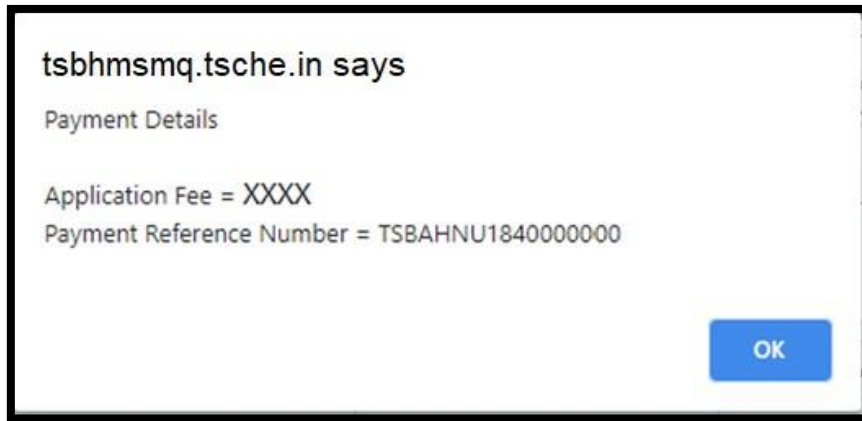 tsbhmsmq.tsche.in says
Payment Details
Application Fee = XXXX
Payment Reference Number = TSBAHNU1840000000
OK